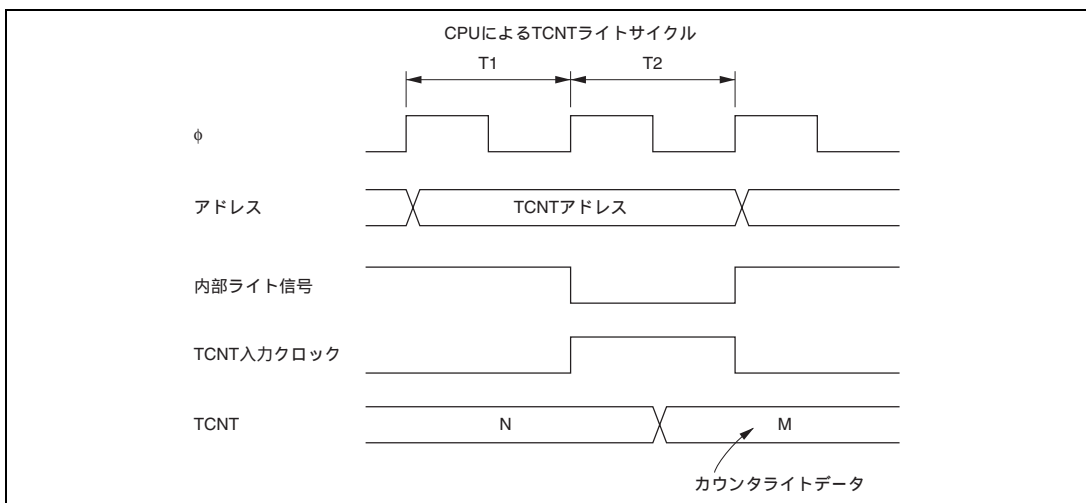 CPUによるTCNTライトサイクル
T1 T2
φ
アドレス TCNTアドレス
内部ライト信号
TCNT入力クロック
TCNT N M
カウンタライトデータ